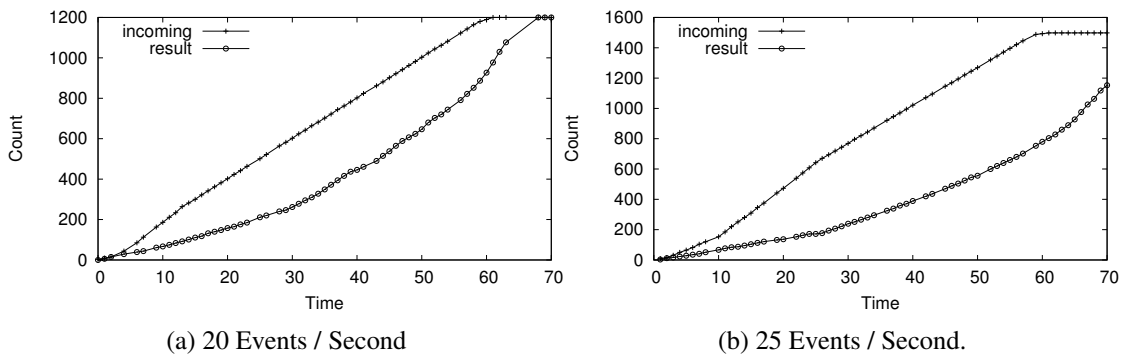 1200
1000
800
600
400
200
0
Count
incoming
result
0 10 20 30 40 50 60 70
Time
(a) 20 Events / Second
1600
1400
1200
1000
800
600
400
200
0
Count
incoming
result
0 10 20 30 40 50 60 70
Time
(b) 25 Events / Second.